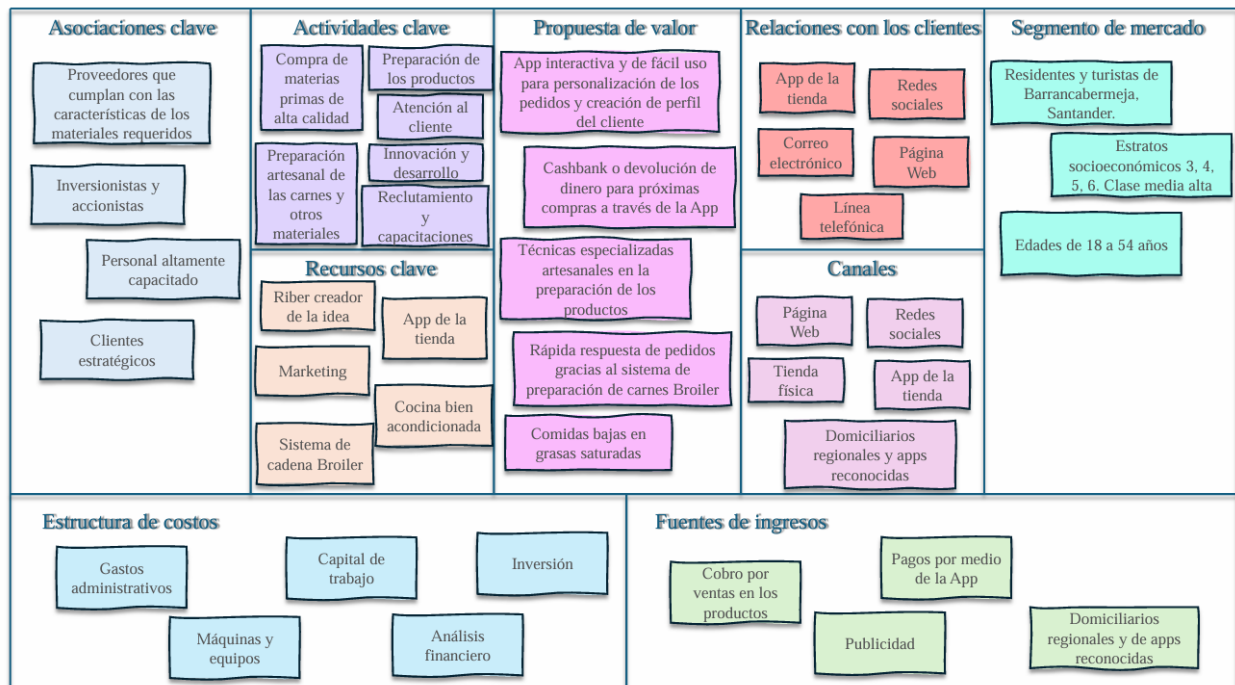 Asociaciones clave
Proveedores que
cumplan con las
características de los
materiales requeridos
Inversionistas y
accionistas
Personal altamente
capacitado
Clientes
estratégicos
Actividades clave
Compra de
materias
primas de
alta calidad
Preparación de
los productos
Atención al
cliente
Preparación
artesanal de
las carnes y
otros
materiales
Innovación y
desarrollo
Reclutamiento
y
capacitaciones
Recursos clave
Riber creador
de la idea
App de la
tienda
Marketing
Cocina bien
acondicionada
Sistema de
cadena Broiler
Propuesta de valor
App interactiva y de fácil uso
para personalización de los
pedidos y creación de perfil
del cliente
Cashbank o devolución de
dinero para próximas
compras a través de la App
Técnicas especializadas
artesanales en la
preparación de los
productos
Rápida respuesta de pedidos
gracias al sistema de
preparación de carnes Broiler
Comidas bajas en
grasas saturadas
Relaciones con los clientes
App de la
tienda
Redes
sociales
Correo
electrónico
Página
Web
Línea
telefónica
Canales
Página
Web
Redes
sociales
Tienda
física
App de la
tienda
Domiciliarios
regionales y apps
reconocidas
Segmento de mercado
Residentes y turistas de
Barrancabermeja,
Santander.
Estratos
socioeconómicos 3, 4,
5, 6. Clase media alta
Edades de 18 a 54 años
Estructura de costos
Gastos
administrativos
Capital de
trabajo
Inversión
Máquinas y
equipos
Análisis
financiero
Fuentes de ingresos
Cobro por
ventas en los
productos
Pagos por medio
de la App
Publicidad
Domiciliarios
regionales y de apps
reconocidas